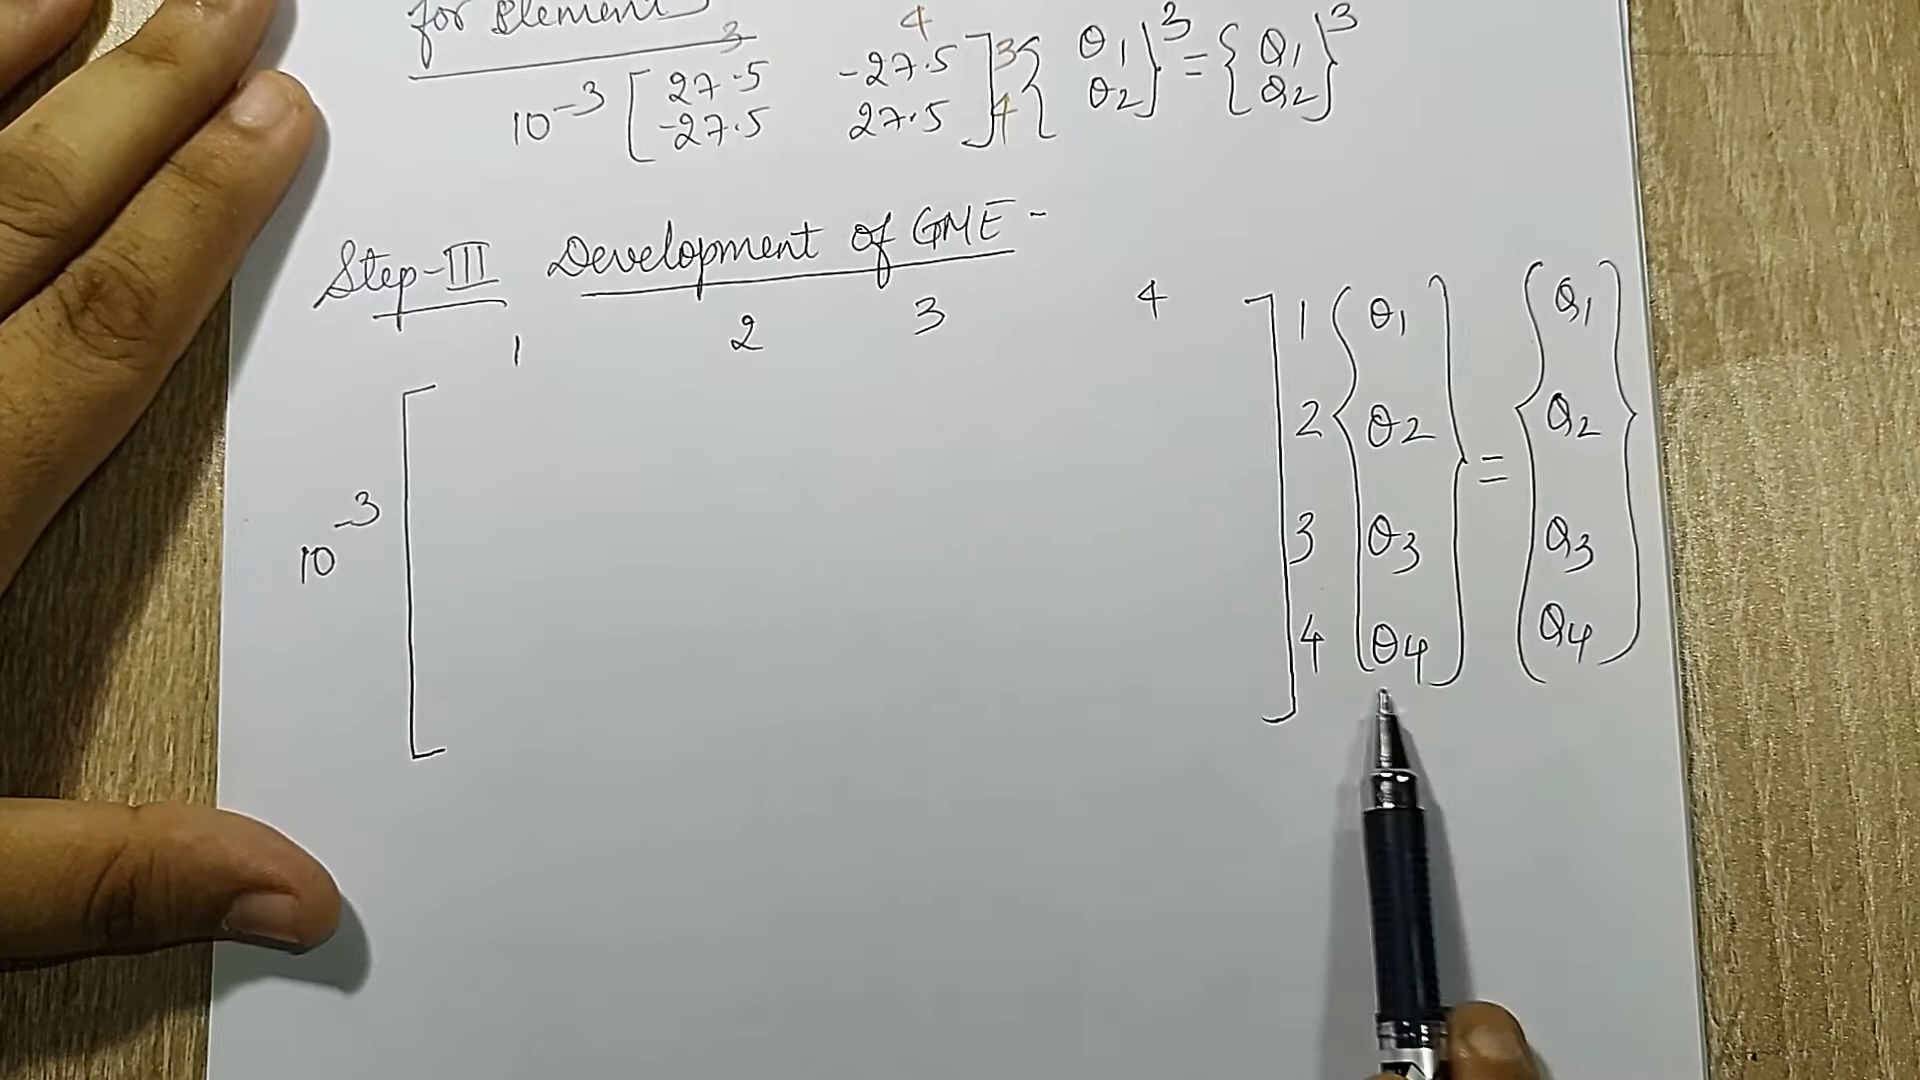 for Element
3 4
10^-3 [ 27.5 -27.5 ] 3 { θ1 }^3 = { Q1 }^3
[ -27.5 27.5 ] 4 { θ2 } { Q2 }
Step-III Development of GME -
1 2 3 4
10^-3 [ ] 1 { θ1 } = { Q1 }
2 { θ2 } { Q2 }
3 { θ3 } { Q3 }
4 { θ4 } { Q4 }